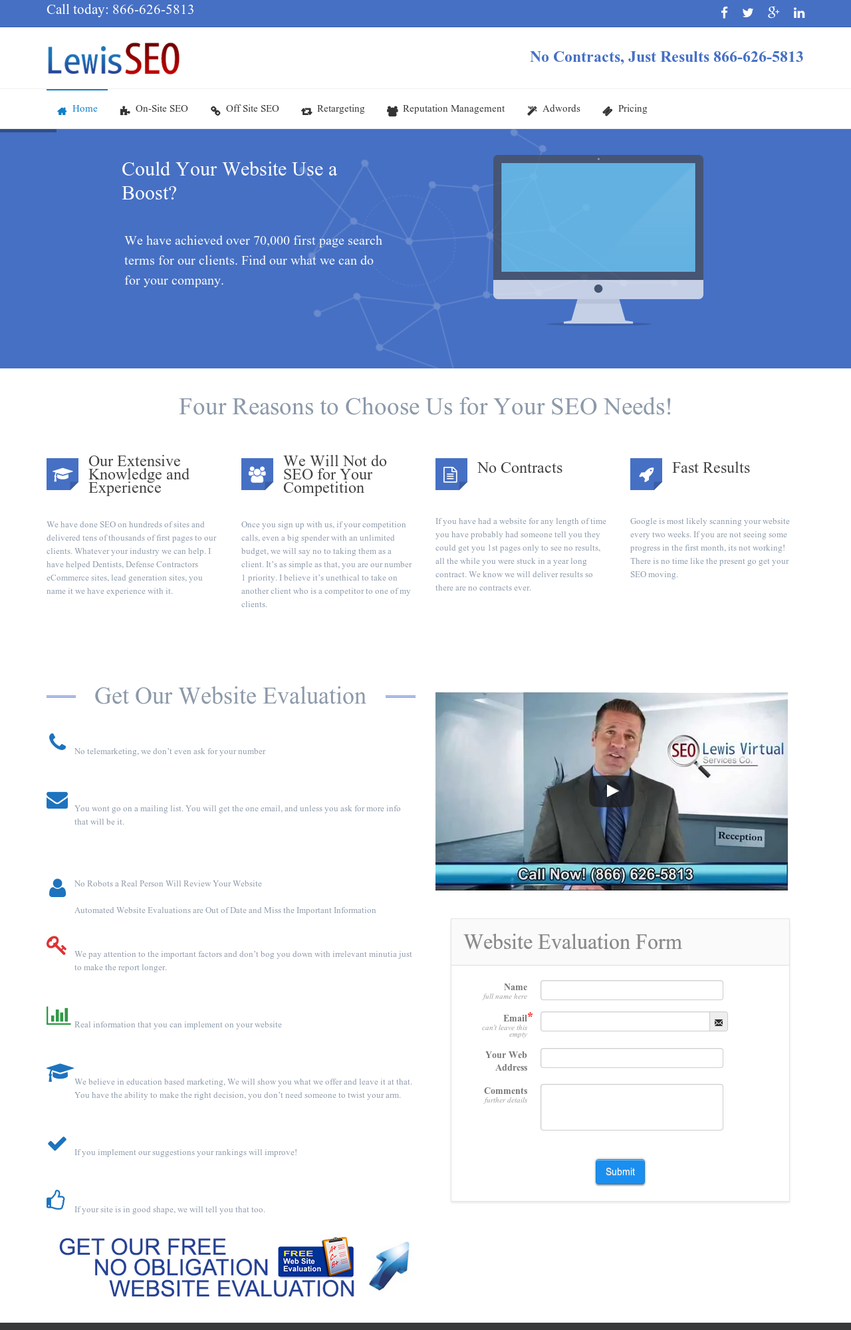 Call today: 866-626-5813
LewisSEO
No Contracts, Just Results 866-626-5813
Home
On-Site SEO
Off Site SEO
Retargeting
Reputation Management
Adwords
Pricing
Could Your Website Use a
Boost?
We have achieved over 70,000 first page search
terms for our clients. Find our what we can do
for your company.
Four Reasons to Choose Us for Your SEO Needs!
Our Extensive
Knowledge and
Experience
We have done SEO on hundreds of sites and
delivered tens of thousands of first pages to our
clients. Whatever your industry we can help. I
have helped Dentists, Defense Contractors
eCommerce sites, lead generation sites, you
name it we have experience with it.
We Will Not do
SEO for Your
Competition
Once you sign up with us, if your competition
calls, even a big spender with an unlimited
budget, we will say no to taking them as a
client. It's as simple as that, you are our number
1 priority. I believe it's unethical to take on
another client who is a competitor to one of my
clients.
No Contracts
If you have had a website for any length of time
you have probably had someone tell you they
could get you 1st pages only to see no results,
all the while you were stuck in a year long
contract. We know we will deliver results so
there are no contracts ever.
Fast Results
Google is most likely scanning your website
every two weeks. If you are not seeing some
progress in the first month, its not working!
There is no time like the present go get your
SEO moving.
Get Our Website Evaluation
No telemarketing, we don't even ask for your number
You wont go on a mailing list. You will get the one email, and unless you ask for more info
that will be it.
No Robots a Real Person Will Review Your Website
Automated Website Evaluations are Out of Date and Miss the Important Information
We pay attention to the important factors and don't bog you down with irrelevant minutia just
to make the report longer.
Real information that you can implement on your website
We believe in education based marketing, We will show you what we offer and leave it at that.
You have the ability to make the right decision, you don't need someone to twist your arm.
If you implement our suggestions your rankings will improve!
If your site is in good shape, we will tell you that too.
GET OUR FREE
NO OBLIGATION
WEBSITE EVALUATION
FREE
Web Site
Evaluation
SEO Lewis Virtual
Services Co.
Reception
Call Now! (866) 626-5813
Website Evaluation Form
Name
full name here
Email*
can't leave this
empty
Your Web
Address
Comments
further details
Submit